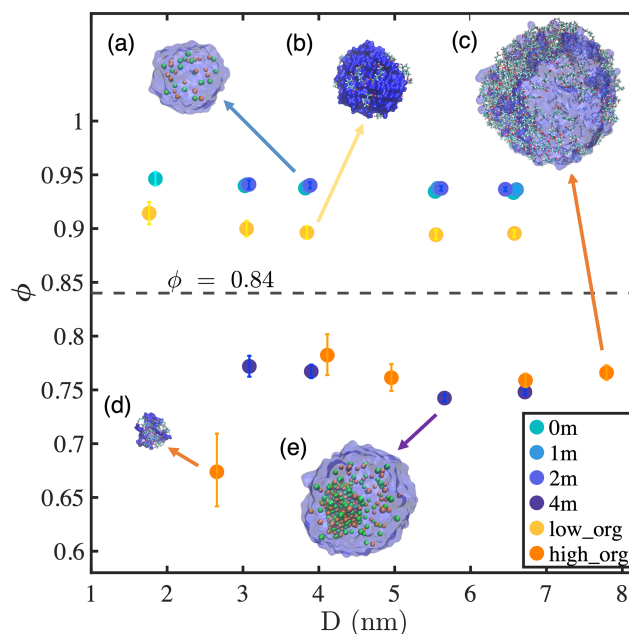 (a)
(b)
(c)
1
0.95
0.9
0.85
0.8
0.75
0.7
0.65
0.6
ϕ
ϕ = 0.84
(d)
(e)
0m
1m
2m
4m
low_org
high_org
1 2 3 4 5 6 7 8
D (nm)